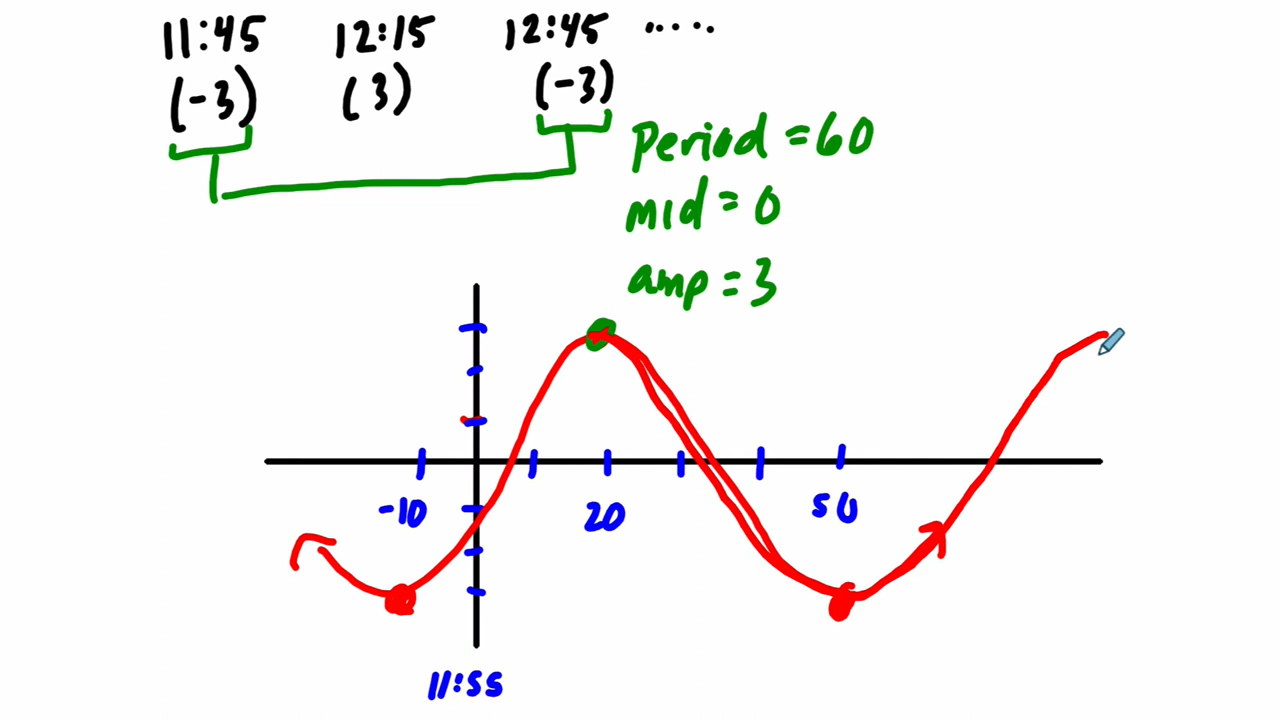 11:45 12:15 12:45 .....
(-3) (3) (-3)
Period = 60
mid = 0
amp = 3
-10 20 50
11:55